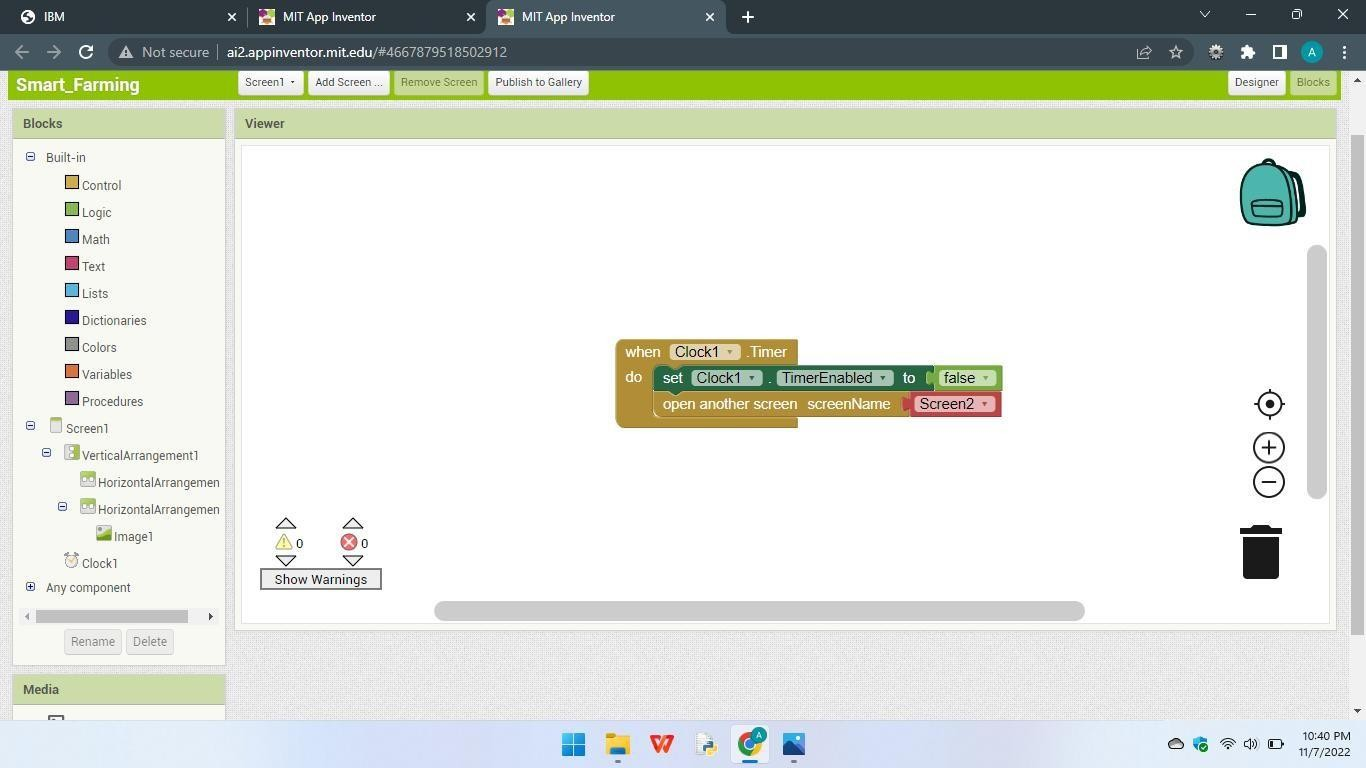 IBM
MIT App Inventor
MIT App Inventor
Not secure
ai2.appinventor.mit.edu/#4667879518502912
A
Smart_Farming
Screen1
Add Screen ...
Remove Screen
Publish to Gallery
Designer
Blocks
Blocks
Viewer
Built-in
Control
Logic
Math
Text
Lists
Dictionaries
Colors
Variables
Procedures
Screen1
VerticalArrangement1
HorizontalArrangemen
HorizontalArrangemen
Image1
Clock1
Any component
Rename
Delete
Media
when Clock1 .Timer
do set Clock1 . TimerEnabled to false
open another screen screenName Screen2
0
0
Show Warnings
A
10:40 PM
11/7/2022